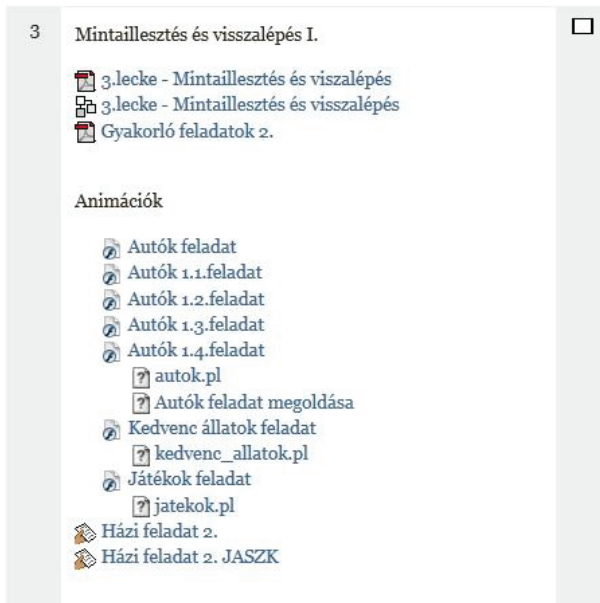 3
Mintaillesztés és visszalépés I.
3.lecke - Mintaillesztés és viszalépés
3.lecke - Mintaillesztés és visszalépés
Gyakorló feladatok 2.
Animációk
Autók feladat
Autók 1.1.feladat
Autók 1.2.feladat
Autók 1.3.feladat
Autók 1.4.feladat
autok.pl
Autók feladat megoldása
Kedvenc állatok feladat
kedvenc_allatok.pl
Játékok feladat
jatekok.pl
Házi feladat 2.
Házi feladat 2. JASZK